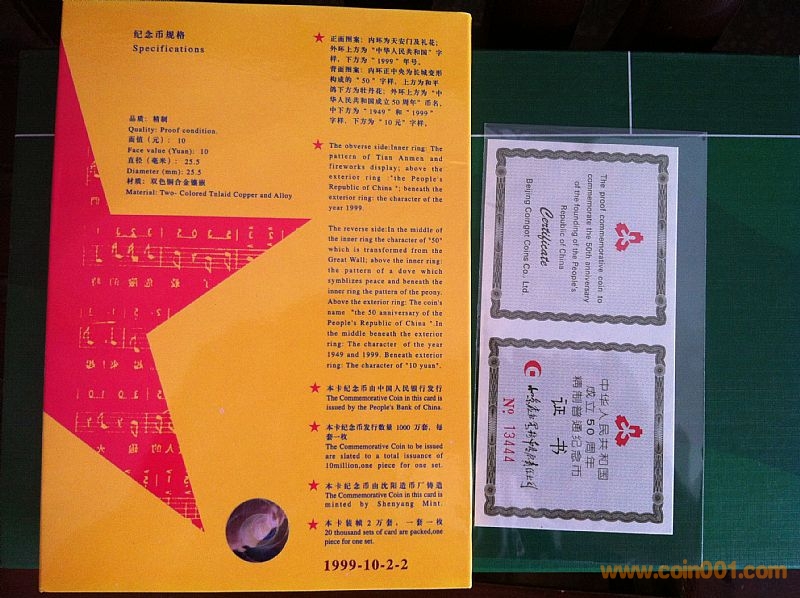 纪念币规格
Specifications
品质：精制
Quality: Proof condition.
面值（元）：10
Face value (Yuan): 10
直径（毫米）：25.5
Diameter (mm): 25.5
材质：双色铜合金镶嵌
Material: Two- Colored Tnlaid Copper and Alloy
★ 正面图案：内环为天安门及礼花；
外环上方为“中华人民共和国”字
样，下方为“1999”年号。
背面图案：内环正中央为长城变形
构成的“50”字样，上方为和平
鸽下方为牡丹花；外环上方为“中
华人民共和国成立50周年”币名，
中下方为“1949”和“1999”
字样，下方为“10元”字样，
★ The obverse side:Inner ring: The
pattern of Tian Anmen and
fireworks display; above the
exterior ring :"the People's
Republic of China "; beneath the
exterior ring: the character of the
year 1999.
The reverse side:In the middle of
the inner ring the character of "50"
which is transformed from the
Great Wall; above the inner ring:
the pattern of a dove which
symblizes peace and beneath the
inner ring the pattern of the peony.
Above the exterior ring: The coin's
name "the 50 anniversary of the
People's Republic of China ".In
the middle beneath the exterior
ring: The character of the year
1949 and 1999. Beneath exterior
ring: The character of "10 yuan".
★ 本卡纪念币由中国人民银行发行
The Commemorative Coin in this card is
issued by the People's Bank of China.
★ 本卡纪念币发行数量 1000 万套，每
套一枚
The Commemorative Coin to be issued
are slated to a total issuance of
10million,one piece for one set.
★ 本卡纪念币由沈阳造币厂铸造
The Commemorative Coin in this card is
minted by Shenyang Mint.
★ 本卡装帧 2 万套，一套一枚
20 thousand sets of card are packed,one
piece for one set.
1999-10-2-2
The proof commemorative coin to
commemorate the 50th anniversary
of the founding of the People's
Republic of China
Certificate
Beijing Coingot Coins Co., Ltd
中华人民共和国
成立50周年
精制普通纪念币
证书
№ 13444
www.coin001.com